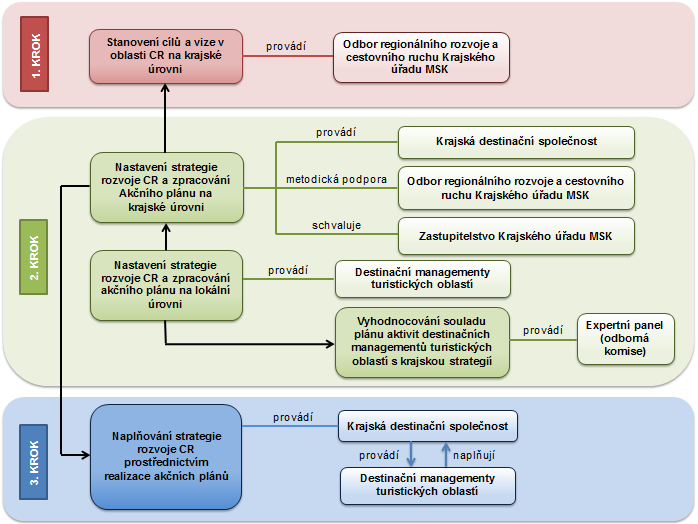 1. KROK
Stanovení cílů a vize v
oblasti CR na krajské
úrovni
provádí
Odbor regionálního rozvoje a
cestovního ruchu Krajského
úřadu MSK
2. KROK
Nastavení strategie
rozvoje CR a zpracování
Akčního plánu na
krajské úrovni
provádí
Krajská destinační společnost
metodická podpora
Odbor regionálního rozvoje a cestovního
ruchu Krajského úřadu MSK
schvaluje
Zastupitelstvo Krajského úřadu MSK
Nastavení strategie
rozvoje CR a zpracování
akčního plánu na lokální
úrovni
provádí
Destinační managementy
turistických oblastí
Vyhodnocování souladu
plánu aktivit destinačních
managementů turistických
oblastí s krajskou strategií
provádí
Expertní panel
(odborná
komise)
3. KROK
Naplňování strategie
rozvoje CR
prostřednictvím
realizace akčních plánů
provádí
Krajská destinační společnost
provádí
naplňují
Destinační managementy
turistických oblastí